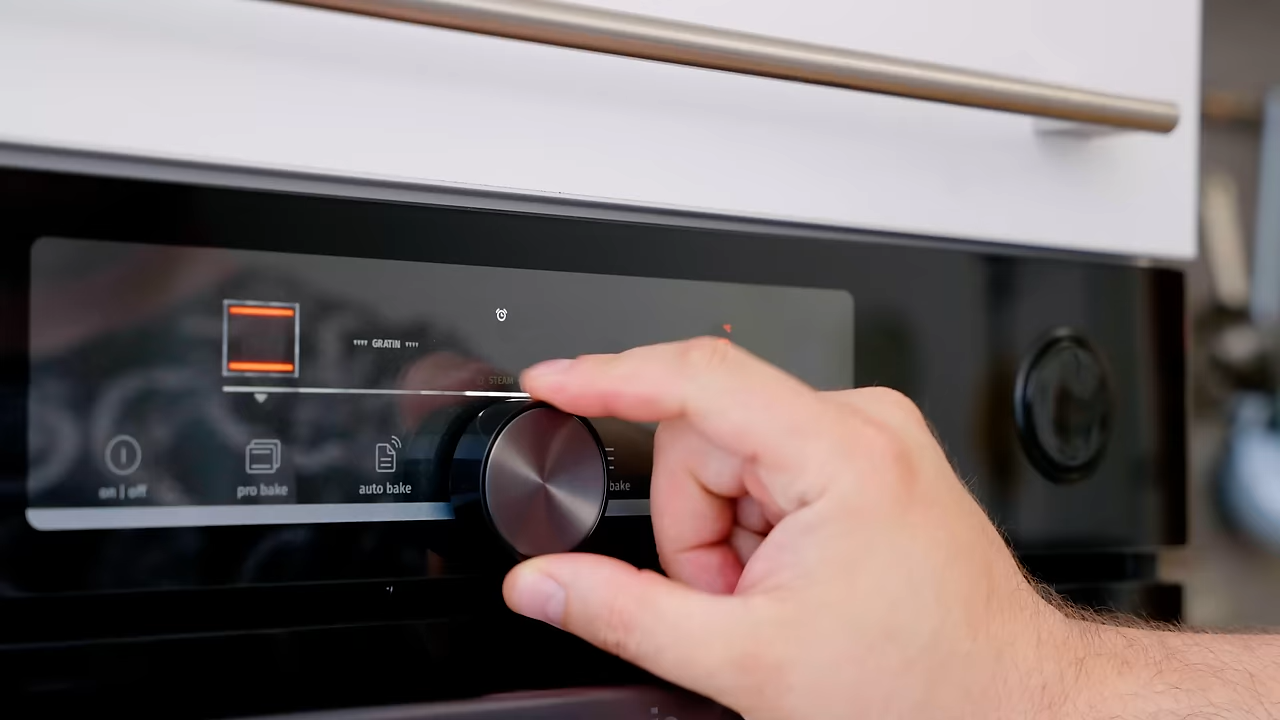 GRATIN
STEAM
on | off
pro bake
auto bake
bake